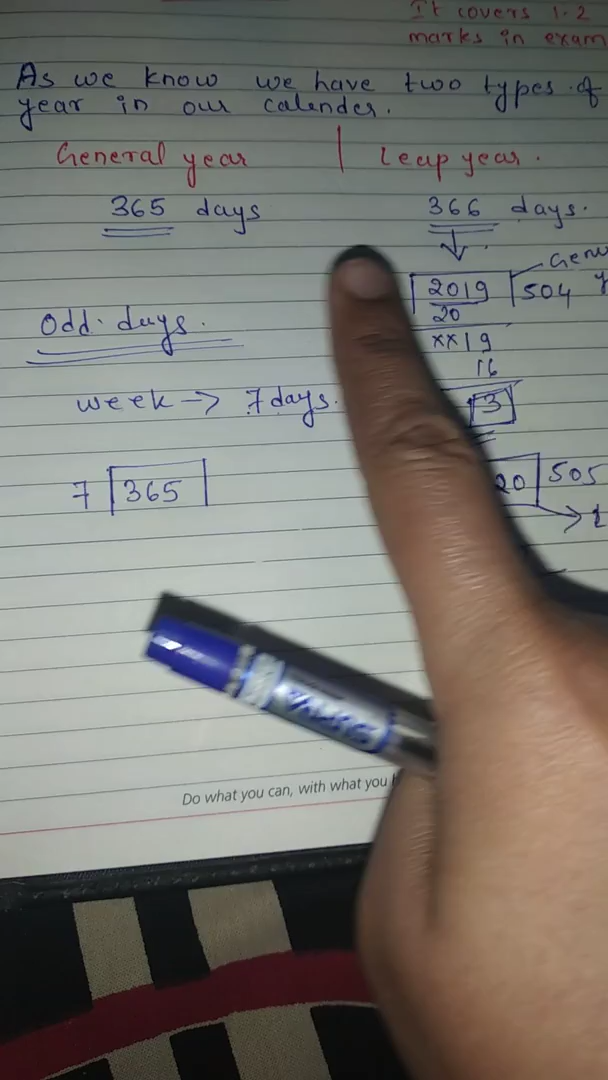 It covers 1-2
marks in exam
As we know we have two types of
year in our calender.
General year | Leap year.
365 days
366 days.
2019 504
20
xx19
16
3
Odd days.
week → 7 days.
7 365
20 505
Do what you can, with what you